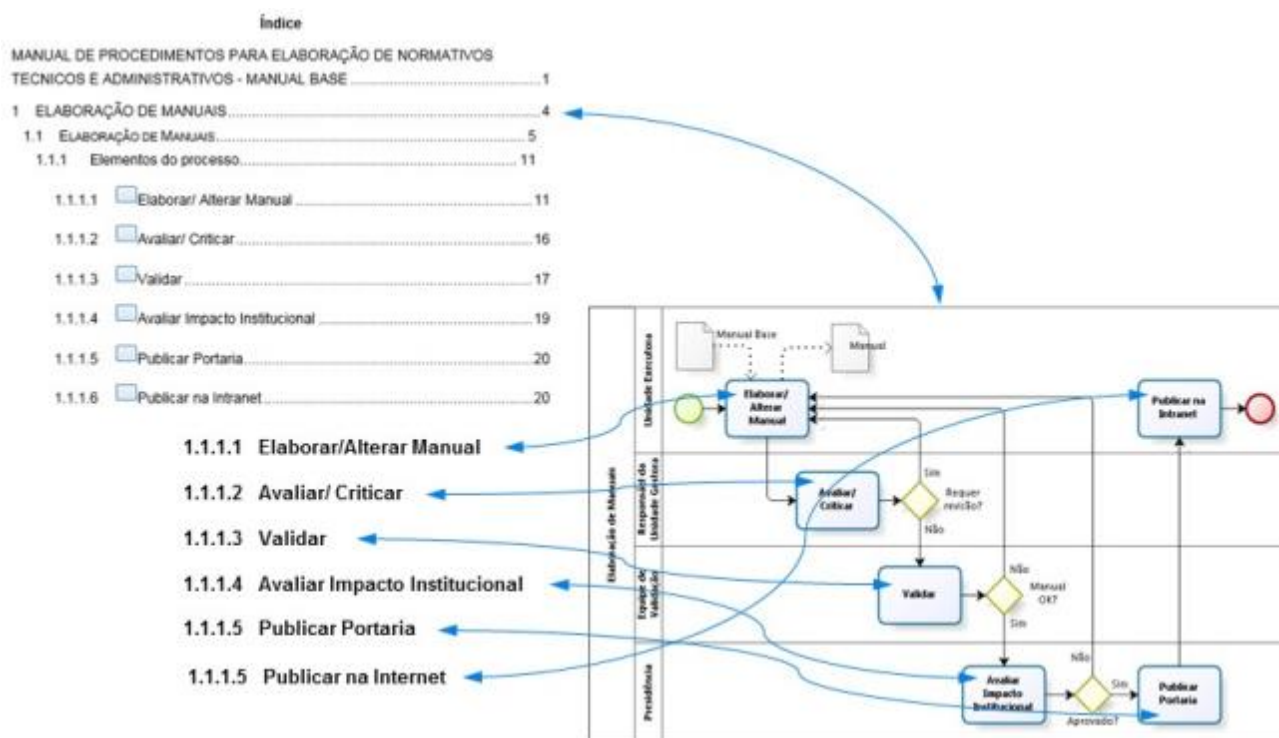 Índice
MANUAL DE PROCEDIMENTOS PARA ELABORAÇÃO DE NORMATIVOS
TECNICOS E ADMINISTRATIVOS - MANUAL BASE 1
1 ELABORAÇÃO DE MANUAIS 4
1.1 ELABORAÇÃO DE MANUAIS 5
1.1.1 Elementos do processo 11
1.1.1.1 Elaborar/ Alterar Manual 11
1.1.1.2 Avaliar/ Criticar 16
1.1.1.3 Validar 17
1.1.1.4 Avaliar Impacto Institucional 19
1.1.1.5 Publicar Portaria 20
1.1.1.6 Publicar na Intranet 20
1.1.1.1 Elaborar/Alterar Manual
1.1.1.2 Avaliar/ Criticar
1.1.1.3 Validar
1.1.1.4 Avaliar Impacto Institucional
1.1.1.5 Publicar Portaria
1.1.1.5 Publicar na Internet
Elaboração de Manuais
Unidade Executora
Manual Base
Manual
Elaborar/
Alterar
Manual
Publicar na
Intranet
Responsável da
Unidade Gestora
Avaliar/
Criticar
Sim
Requer
revisão?
Não
Equipe de
Validação
Validar
Não
Manual
OK?
Sim
Presidência
Avaliar
Impacto
Institucional
Não
Sim
Aprovado?
Publicar
Portaria